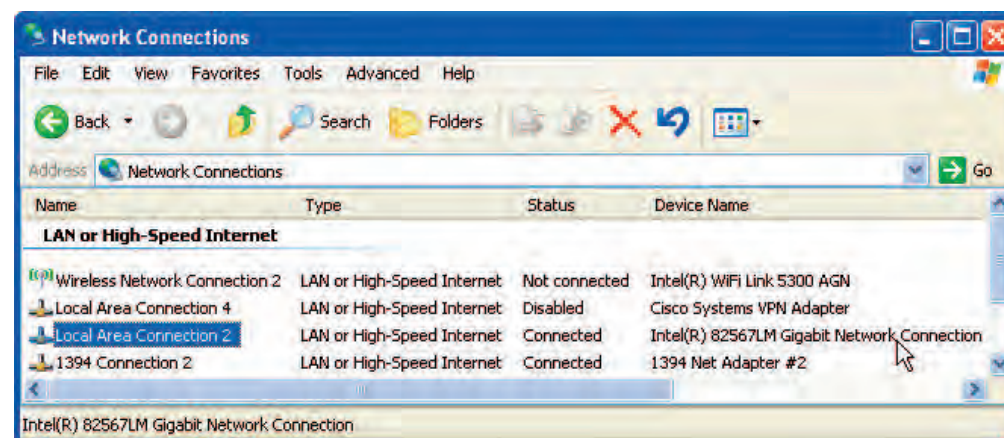 Network Connections
File Edit View Favorites Tools Advanced Help
Back Search Folders
Address Network Connections Go
Name Type Status Device Name
LAN or High-Speed Internet
Wireless Network Connection 2 LAN or High-Speed Internet Not connected Intel(R) WiFi Link 5300 AGN
Local Area Connection 4 LAN or High-Speed Internet Disabled Cisco Systems VPN Adapter
Local Area Connection 2 LAN or High-Speed Internet Connected Intel(R) 82567LM Gigabit Network Connection
1394 Connection 2 LAN or High-Speed Internet Connected 1394 Net Adapter #2
Intel(R) 82567LM Gigabit Network Connection